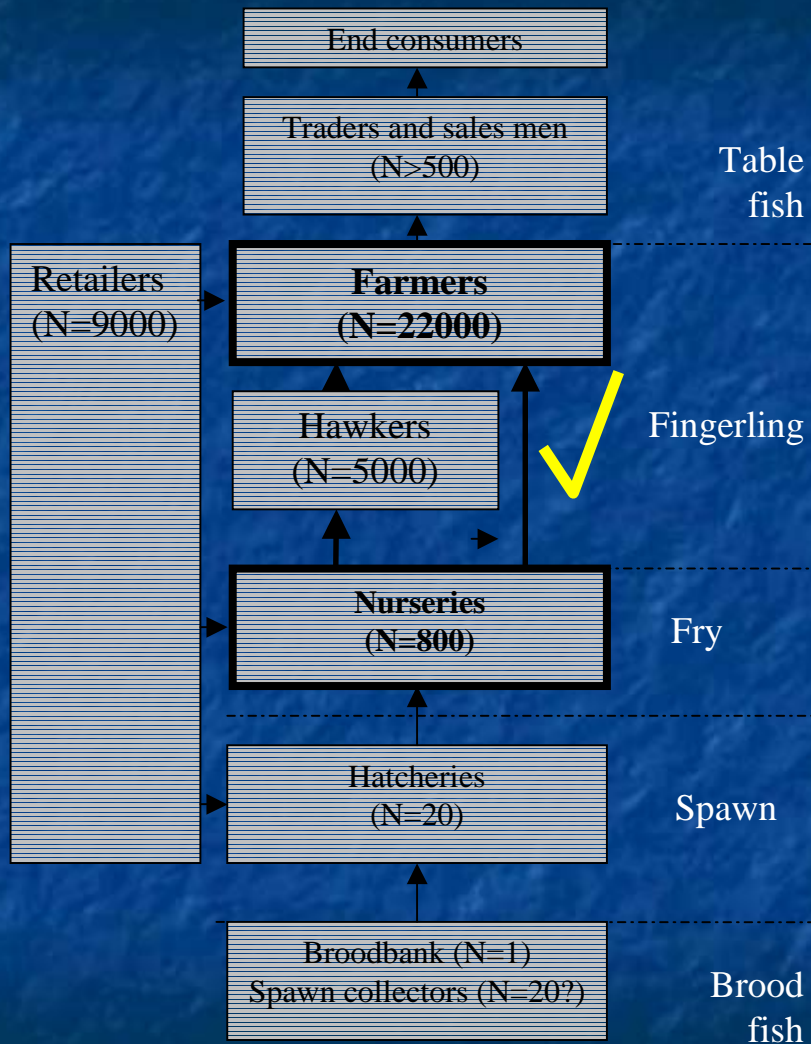 End consumers
Traders and sales men
(N>500)
Table
fish
Retailers
(N=9000)
Farmers
(N=22000)
Hawkers
(N=5000)
Fingerling
Nurseries
(N=800)
Fry
Hatcheries
(N=20)
Spawn
Broodbank (N=1)
Spawn collectors (N=20?)
Brood
fish